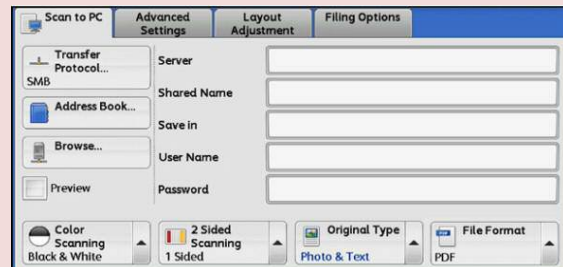 Scan to PC
Advanced
Settings
Layout
Adjustment
Filing Options
Transfer
Protocol...
SMB
Address Book...
Browse...
Preview
Server
Shared Name
Save in
User Name
Password
Color
Scanning
Black & White
2 Sided
Scanning
1 Sided
Original Type
Photo & Text
File Format
PDF